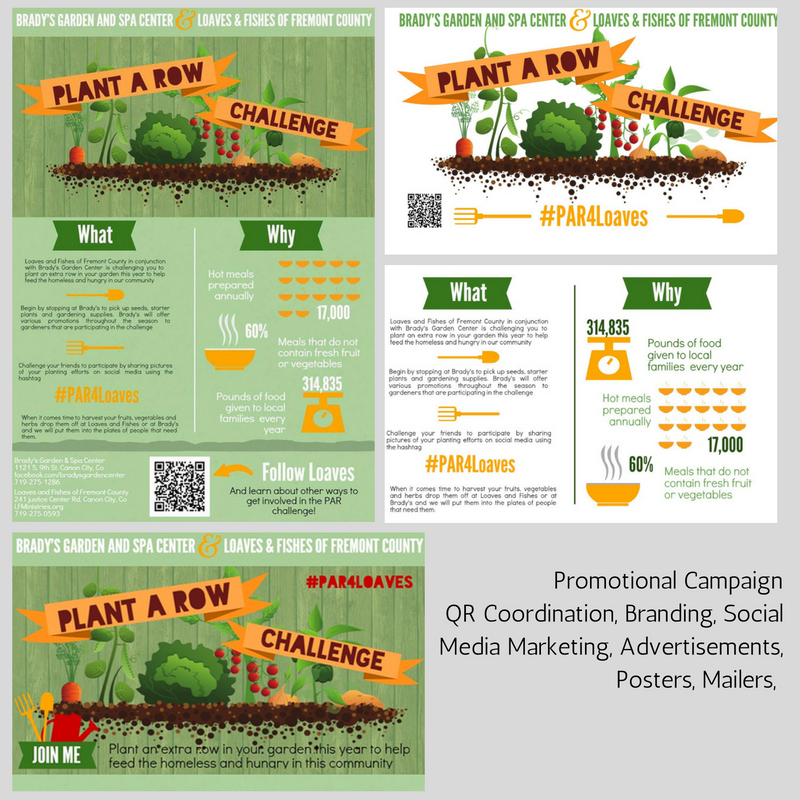 BRADY'S GARDEN AND SPA CENTER & LOAVES & FISHES OF FREMONT COUNTY
PLANT A ROW
CHALLENGE
What
Loaves and Fishes of Fremont County in conjunction
with Brady's Garden Center is challenging you to
plant an extra row in your garden this year to help
feed the homeless and hungry in our community
Begin by stopping at Brady's to pick up seeds, starter
plants and gardening supplies. Brady's will offer
various promotions throughout the season to
gardeners that are participating in the challenge
Challenge your friends to participate by sharing pictures
of your planting efforts on social media using the
hashtag
#PAR4Loaves
When it comes time to harvest your fruits, vegetables and
herbs drop them off at Loaves and Fishes or at Brady's
and we will put them into the plates of people that need
them.
Why
Hot meals
prepared
annually
17,000
60%
Meals that do not
contain fresh fruit
or vegetables
314,835
Pounds of food
given to local
families every
year
Brady's Garden & Spa Center
1121 S. 9th St. Canon City, Co
facebook.com/bradysgardencenter
719-275-1286
Loaves and Fishes of Fremont County
241 Justice Center Rd, Canon City, Co
LFMinistries.org
719-275-0593
Follow Loaves
And learn about other ways to
get involved in the PAR
challenge!
BRADY'S GARDEN AND SPA CENTER & LOAVES & FISHES OF FREMONT COUNTY
PLANT A ROW
CHALLENGE
#PAR4Loaves
What
Loaves and Fishes of Fremont County in conjunction
with Brady's Garden Center is challenging you to
plant an extra row in your garden this year to help
feed the homeless and hungry in our community
Begin by stopping at Brady's to pick up seeds, starter
plants and gardening supplies. Brady's will offer
various promotions throughout the season to
gardeners that are participating in the challenge
Challenge your friends to participate by sharing
pictures of your planting efforts on social media using
the hashtag
#PAR4Loaves
When it comes time to harvest your fruits, vegetables
and herbs drop them off at Loaves and Fishes or at
Brady's and we will put them into the plates of people
that need them.
Why
314,835
Pounds of food
given to local
families every year
Hot meals
prepared
annually
17,000
60%
Meals that do not
contain fresh fruit
or vegetables
BRADY'S GARDEN AND SPA CENTER & LOAVES & FISHES OF FREMONT COUNTY
#PAR4LOAVES
PLANT A ROW
CHALLENGE
JOIN ME
Plant an extra row in your garden this year to help
feed the homeless and hungry in this community
Promotional Campaign
QR Coordination, Branding, Social
Media Marketing, Advertisements,
Posters, Mailers,